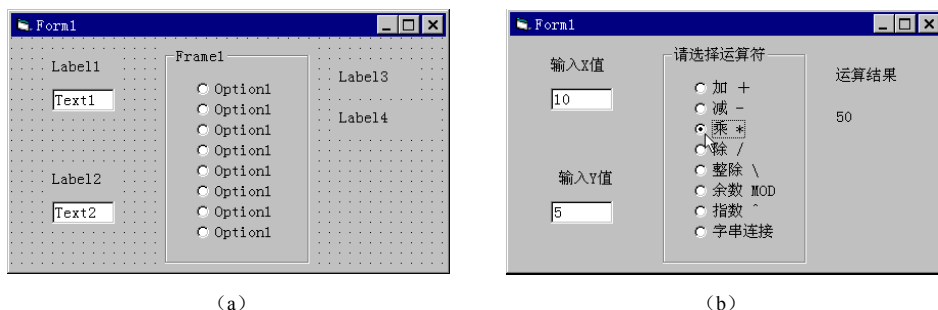 Form1
Label1
Text1
Label2
Text2
Frame1
Option1
Option1
Option1
Option1
Option1
Option1
Option1
Option1
Label3
Label4
(a)
Form1
输入X值
10
输入Y值
5
请选择运算符
加 +
减 -
乘 *
除 /
整除 \
余数 MOD
指数 ^
字串连接
运算结果
50
(b)